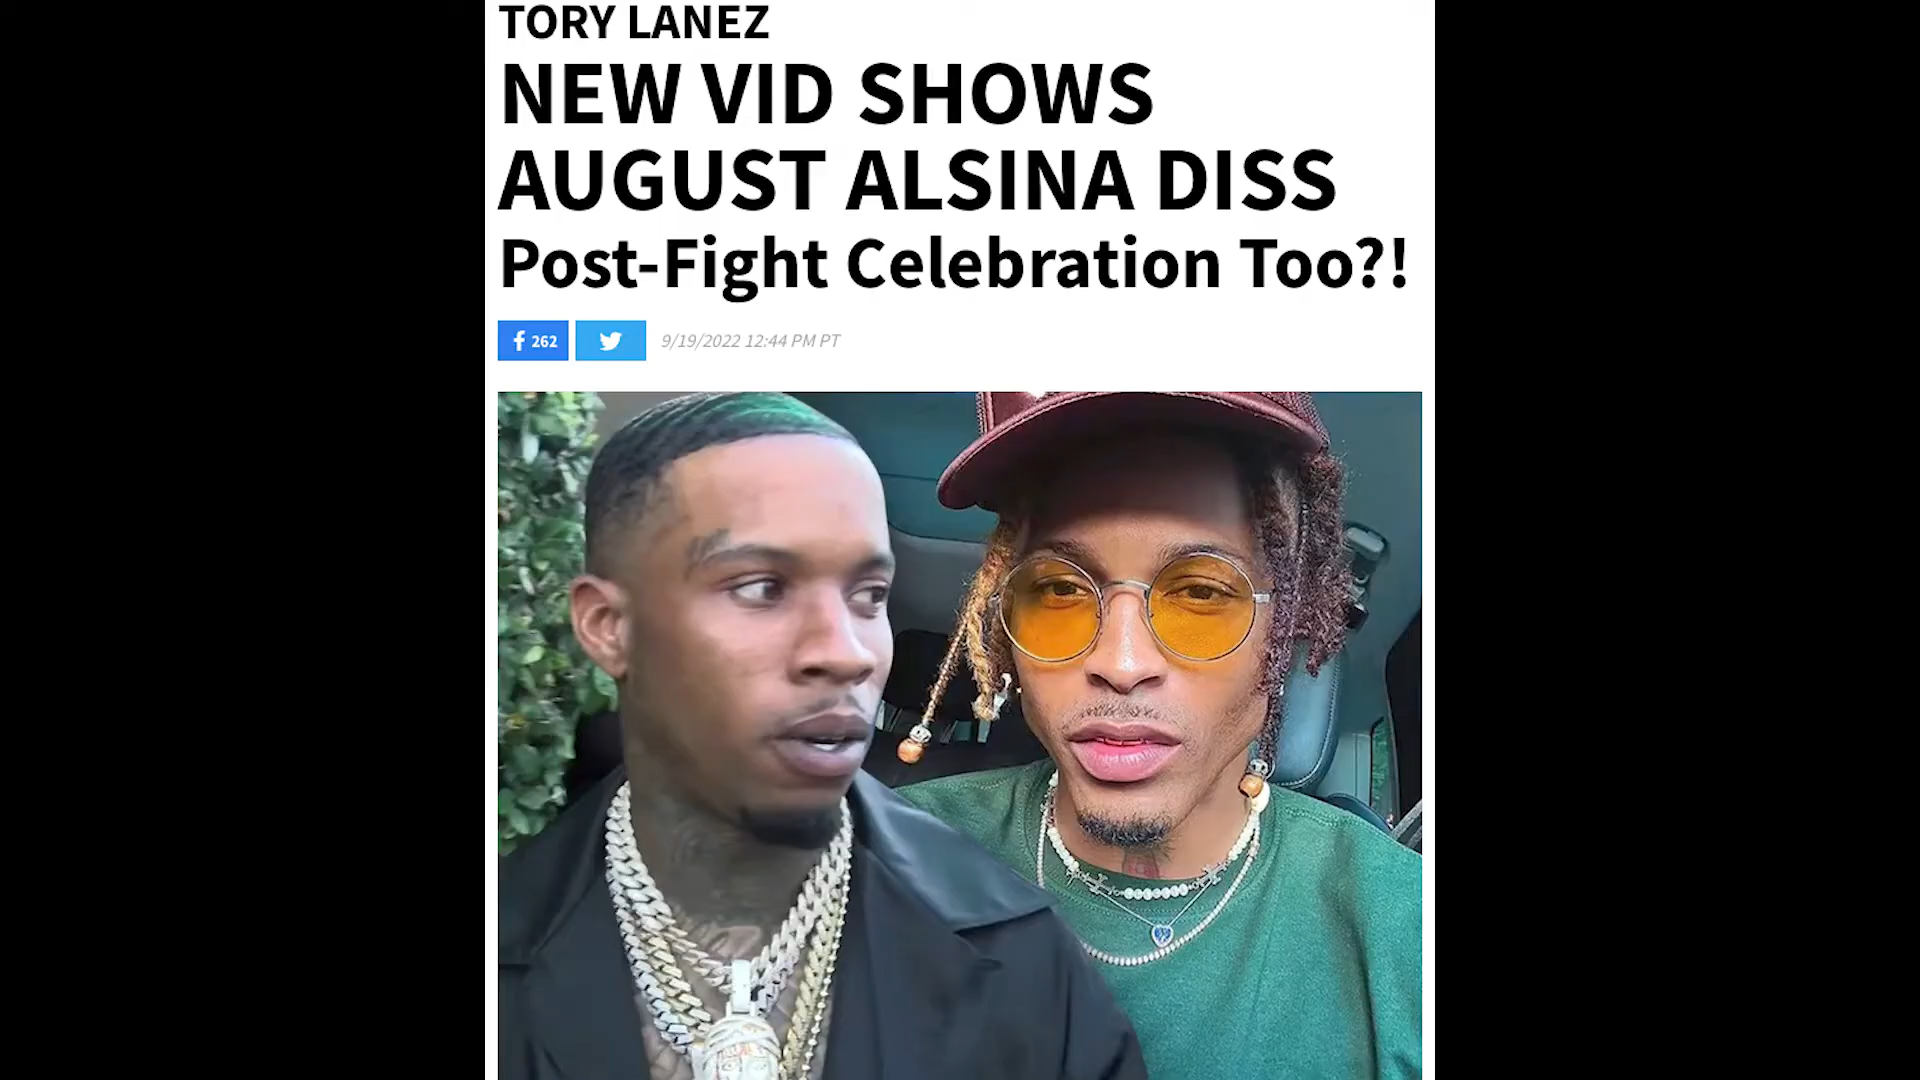 TORY LANEZ
NEW VID SHOWS
AUGUST ALSINA DISS
Post-Fight Celebration Too?!
262
9/19/2022 12:44 PM PT